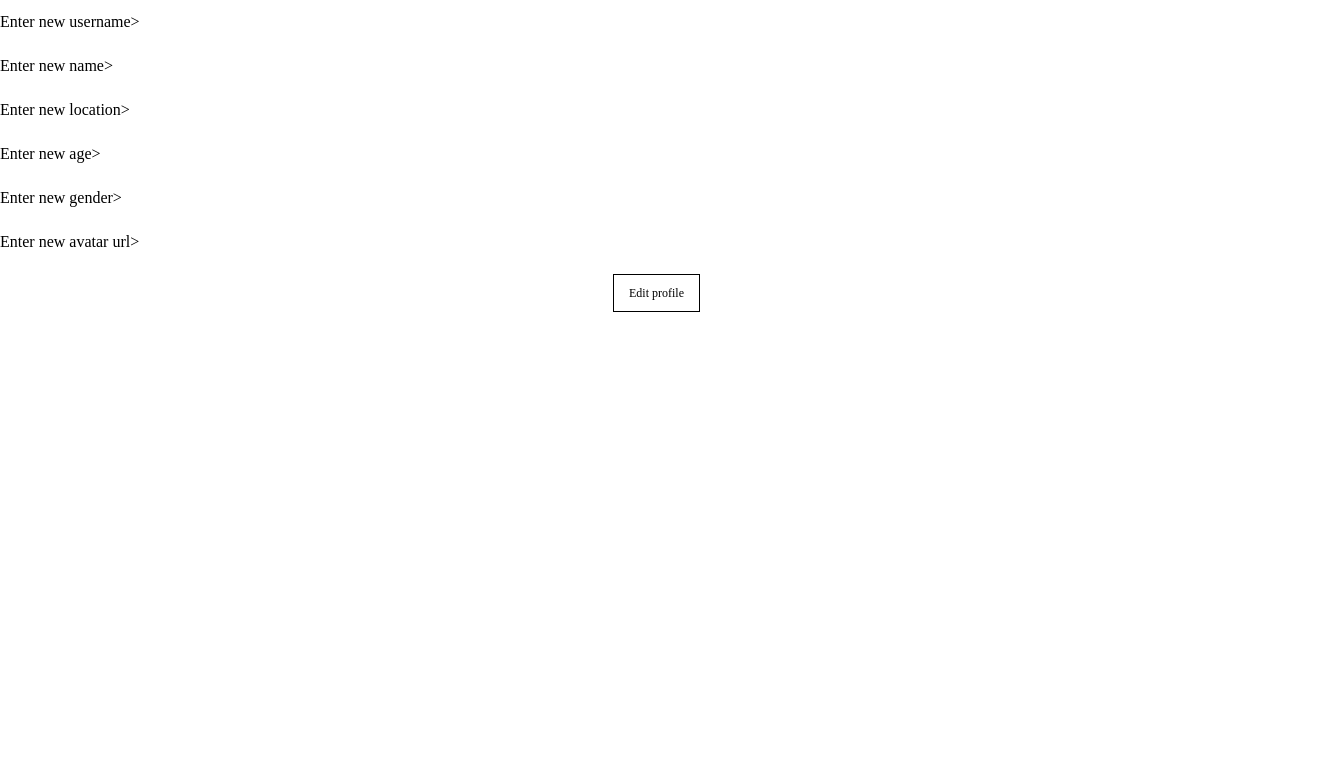 Enter new username>
Enter new name>
Enter new location>
Enter new age>
Enter new gender>
Enter new avatar url>
Edit profile